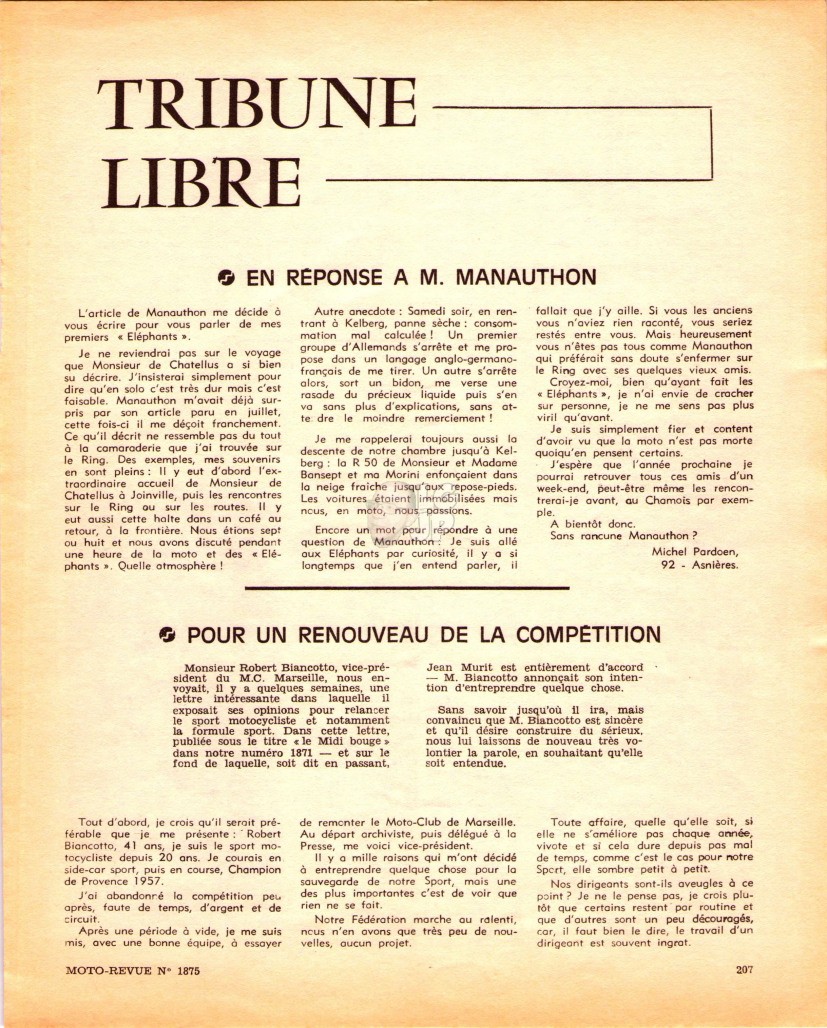 TRIBUNE
LIBRE
EN RÉPONSE A M. MANAUTHON
L'article de Manauthon me décide à
vous écrire pour vous parler de mes
premiers « Eléphants ».
Je ne reviendrai pas sur le voyage
que Monsieur de Chatellus a si bien
su décrire. J'insisterai simplement pour
dire qu'en solo c'est très dur mais c'est
faisable. Manauthon m'avait déjà sur-
pris par son article paru en juillet,
cette fois-ci il me déçoit franchement.
Ce qu'il décrit ne ressemble pas du tout
à la camaraderie que j'ai trouvée sur
le Ring. Des exemples, mes souvenirs
en sont pleins : Il y eut d'abord l'ex-
traordinaire accueil de Monsieur de
Chatellus à Joinville, puis les rencontres
sur le Ring ou sur les routes. Il y
eut aussi cette halte dans un café au
retour, à la frontière. Nous étions sept
ou huit et nous avons discuté pendant
une heure de la moto et des « Elé-
phants ». Quelle atmosphère !
Autre anecdote : Samedi soir, en ren-
trant à Kelberg, panne sèche : consom-
mation mal calculée ! Un premier
groupe d'Allemands s'arrête et me pro-
pose dans un langage anglo-germano-
français de me tirer. Un autre s'arrête
alors, sort un bidon, me verse une
rasade du précieux liquide puis s'en
va sans plus d'explications, sans at-
te dre le moindre remerciement !
Je me rappelerai toujours aussi la
descente de notre chambre jusqu'à Kel-
berg : la R 50 de Monsieur et Madame
Bansept et ma Morini enfonçaient dans
la neige fraîche jusqu'aux repose-pieds.
Les voitures étaient immobilisées mais
nous, en moto, nous passions.
Encore un mot pour répondre à une
question de Manauthon : Je suis allé
aux Eléphants par curiosité, il y a si
longtemps que j'en entend parler, il
fallait que j'y aille. Si vous les anciens
vous n'aviez rien raconté, vous seriez
restés entre vous. Mais heureusement
vous n'êtes pas tous comme Manauthon
qui préférait sans doute s'enfermer sur
le Ring avec ses quelques vieux amis.
Croyez-moi, bien qu'ayant fait les
« Eléphants », je n'ai envie de cracher
sur personne, je ne me sens pas plus
viril qu'avant.
Je suis simplement fier et content
d'avoir vu que la moto n'est pas morte
quoiqu'en pensent certains.
J'espère que l'année prochaine je
pourrai retrouver tous ces amis d'un
week-end, peut-être même les rencon-
trerai-je avant, au Chamois par exem-
ple.
A bientôt donc.
Sans rancune Manauthon ?
Michel Pardoen,
92 - Asnières.
POUR UN RENOUVEAU DE LA COMPÉTITION
Monsieur Robert Biancotto, vice-pré-
sident du M.C. Marseille, nous en-
voyait, il y a quelques semaines, une
lettre intéressante dans laquelle il
exposait ses opinions pour relancer
le sport motocycliste et notamment
la formule sport. Dans cette lettre,
publiée sous le titre « le Midi bouge »
dans notre numéro 1871 — et sur le
fond de laquelle, soit dit en passant,
Jean Murit est entièrement d'accord
— M. Biancotto annonçait son inten-
tion d'entreprendre quelque chose.
Sans savoir jusqu'où il ira, mais
convaincu que M. Biancotto est sincère
et qu'il désire construire du sérieux,
nous lui laissons de nouveau très vo-
lontier la parole, en souhaitant qu'elle
soit entendue.
Tout d'abord, je crois qu'il serait pré-
férable que je me présente : Robert
Biancotto, 41 ans, je suis le sport mo-
tocycliste depuis 20 ans. Je courais en
side-car sport, puis en course, Champion
de Provence 1957.
J'ai abandonné la compétition peu
après, faute de temps, d'argent et de
circuit.
Après une période à vide, je me suis
mis, avec une bonne équipe, à essayer
de remonter le Moto-Club de Marseille.
Au départ archiviste, puis délégué à la
Presse, me voici vice-président.
Il y a mille raisons qui m'ont décidé
à entreprendre quelque chose pour la
sauvegarde de notre Sport, mais une
des plus importantes c'est de voir que
rien ne se fait.
Notre Fédération marche au ralenti,
nous n'en avons que très peu de nou-
velles, aucun projet.
Toute affaire, quelle qu'elle soit, si
elle ne s'améliore pas chaque année,
vivote et si cela dure depuis pas mal
de temps, comme c'est le cas pour notre
Sport, elle sombre petit à petit.
Nos dirigeants sont-ils aveugles à ce
point ? Je ne le pense pas, je crois plu-
tôt que certains restent par routine et
que d'autres sont un peu découragés,
car, il faut bien le dire, le travail d'un
dirigeant est souvent ingrat.
MOTO-REVUE N° 1875
207